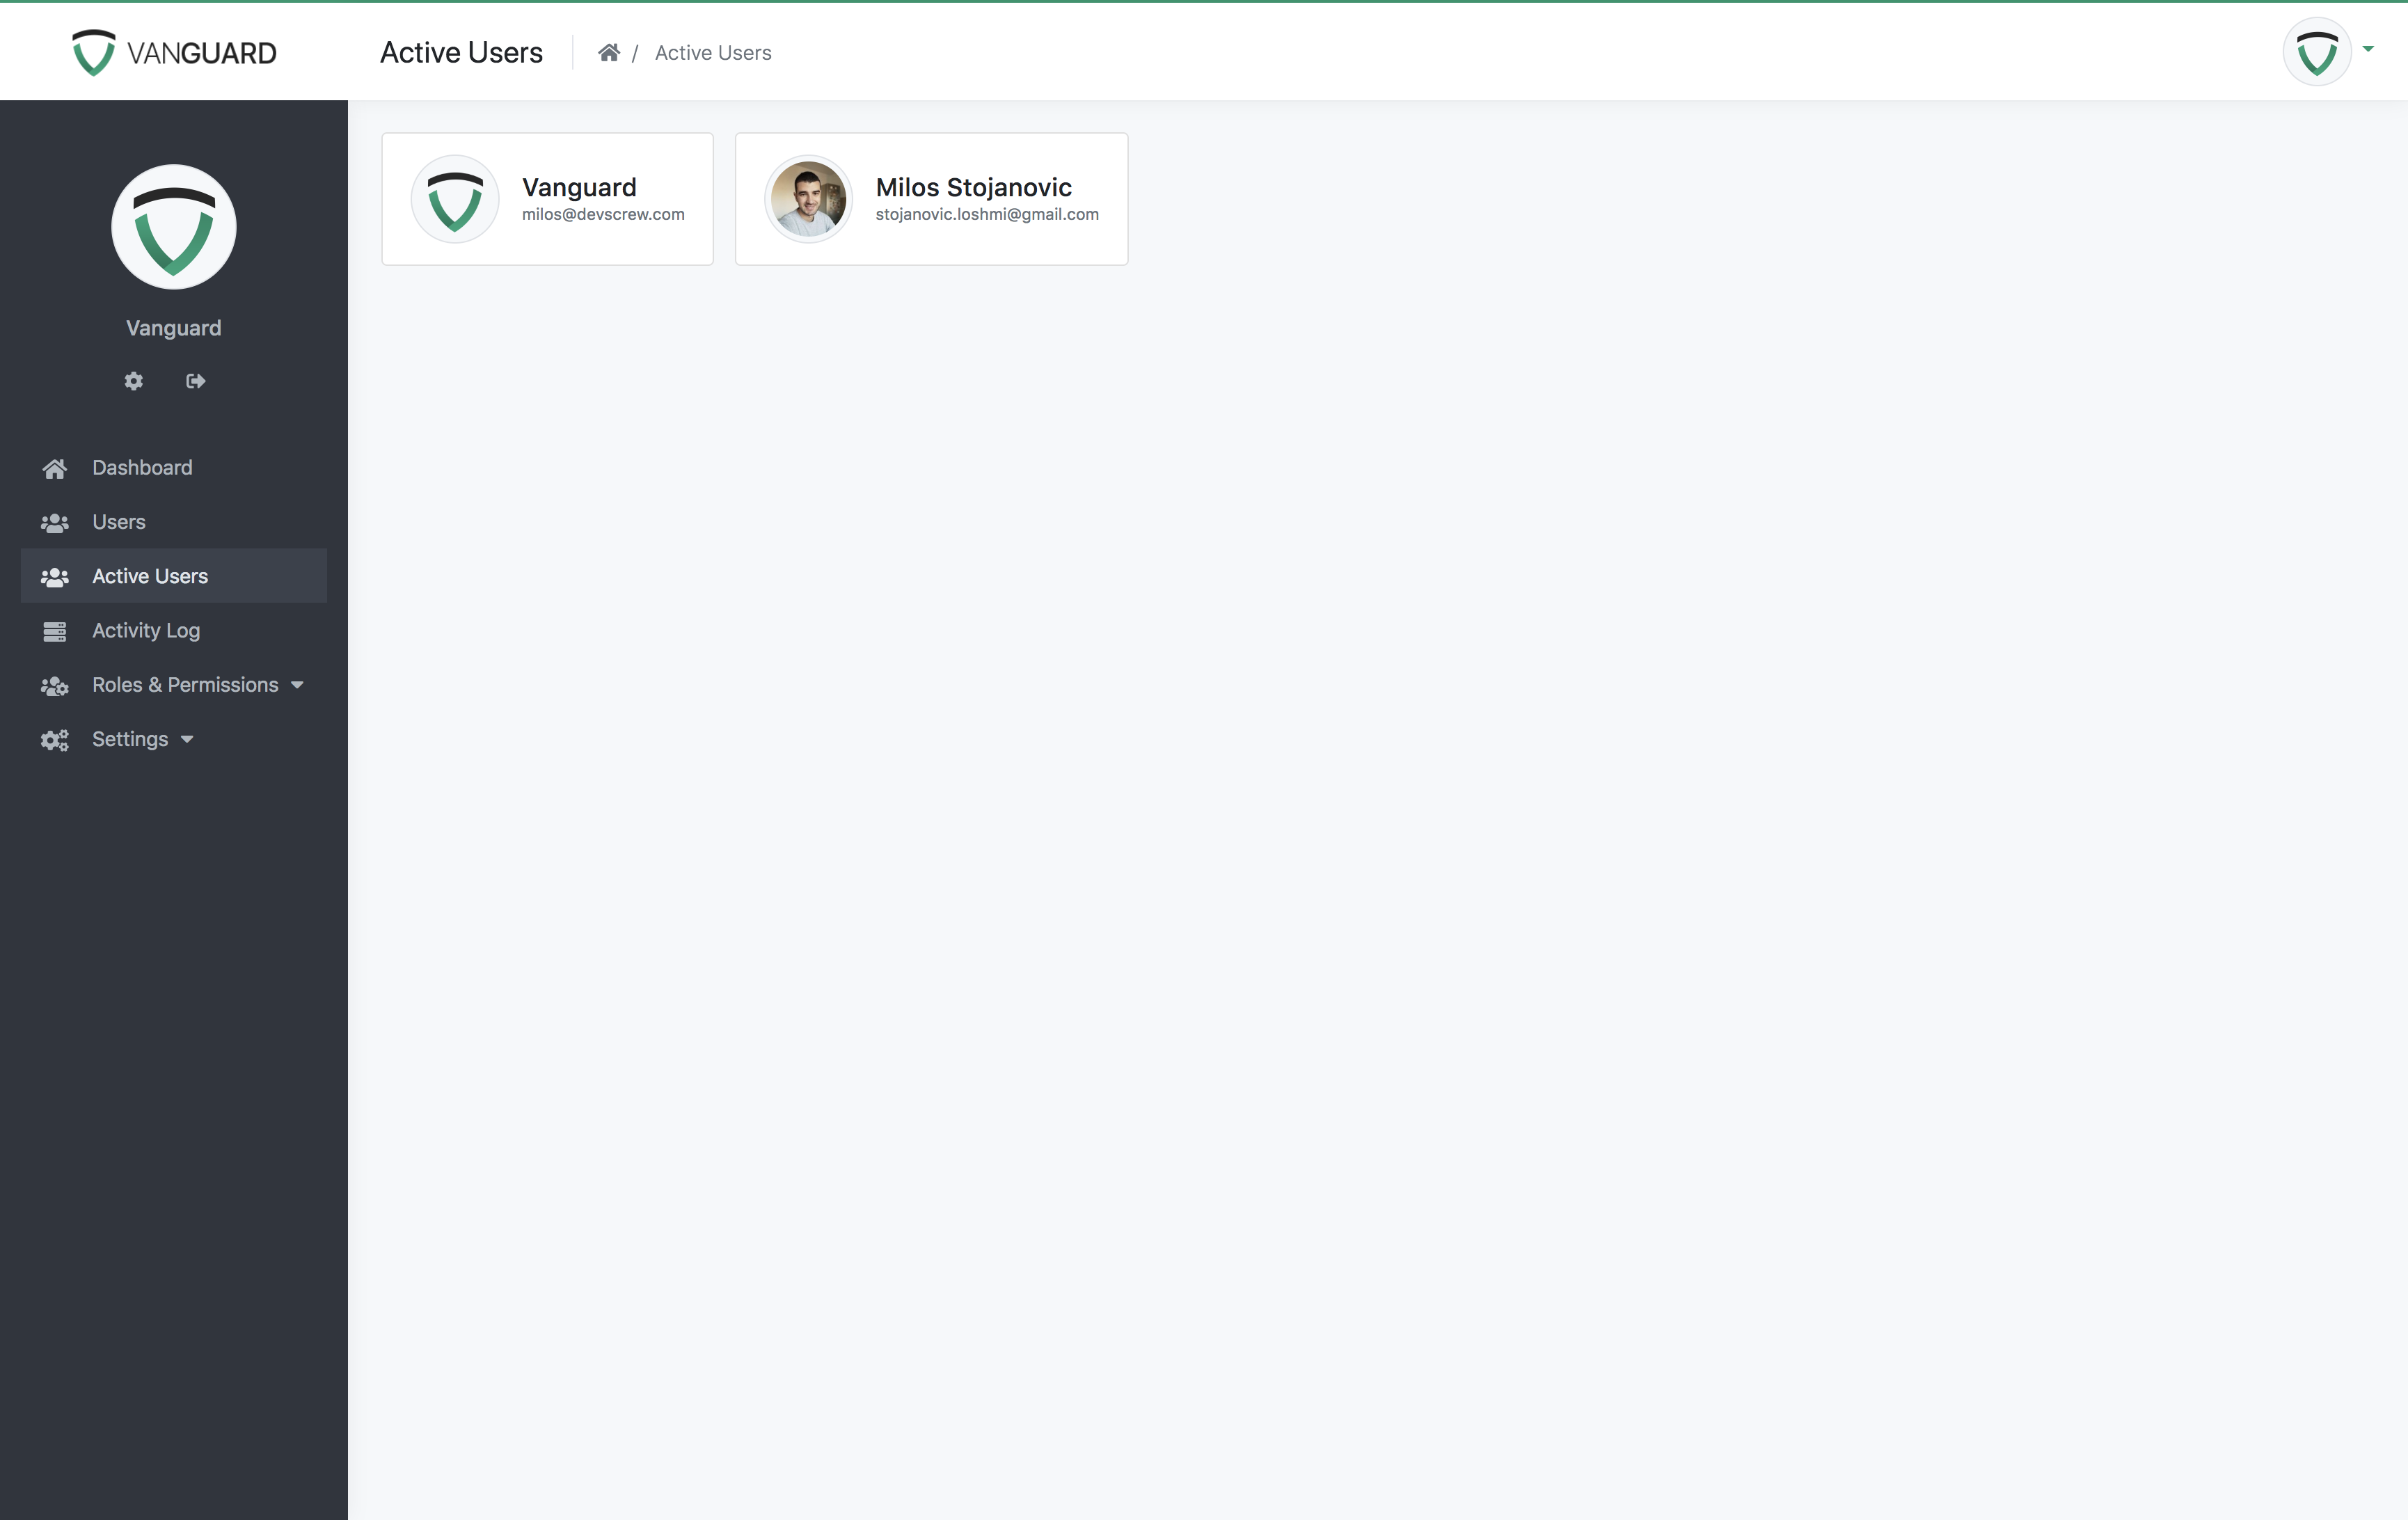 VANGUARD
Active Users
/ Active Users
Vanguard
Dashboard
Users
Active Users
Activity Log
Roles & Permissions
Settings
Vanguard
milos@devscrew.com
Milos Stojanovic
stojanovic.loshmi@gmail.com